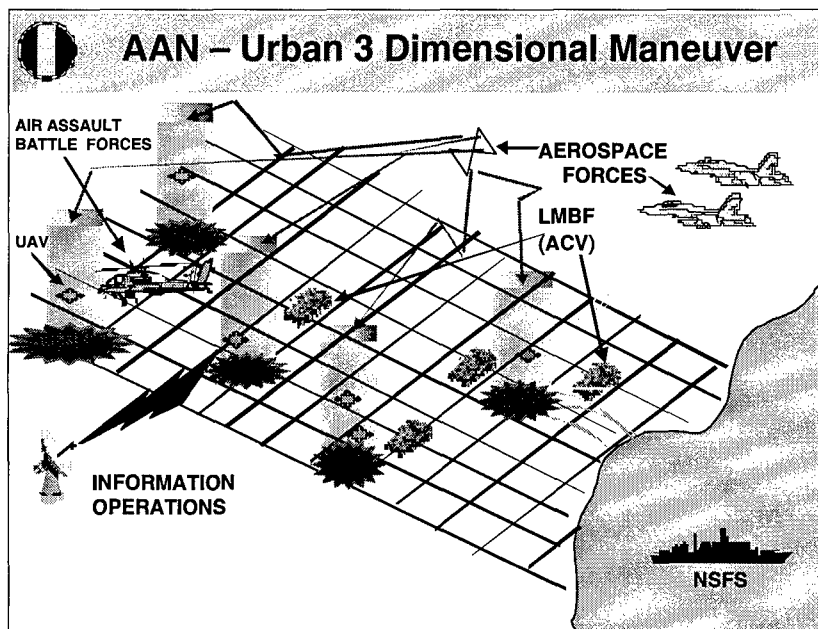 AAN – Urban 3 Dimensional Maneuver
AIR ASSAULT
BATTLE FORCES
AEROSPACE
FORCES
LMBF
(ACV)
UAV
INFORMATION
OPERATIONS
NSFS